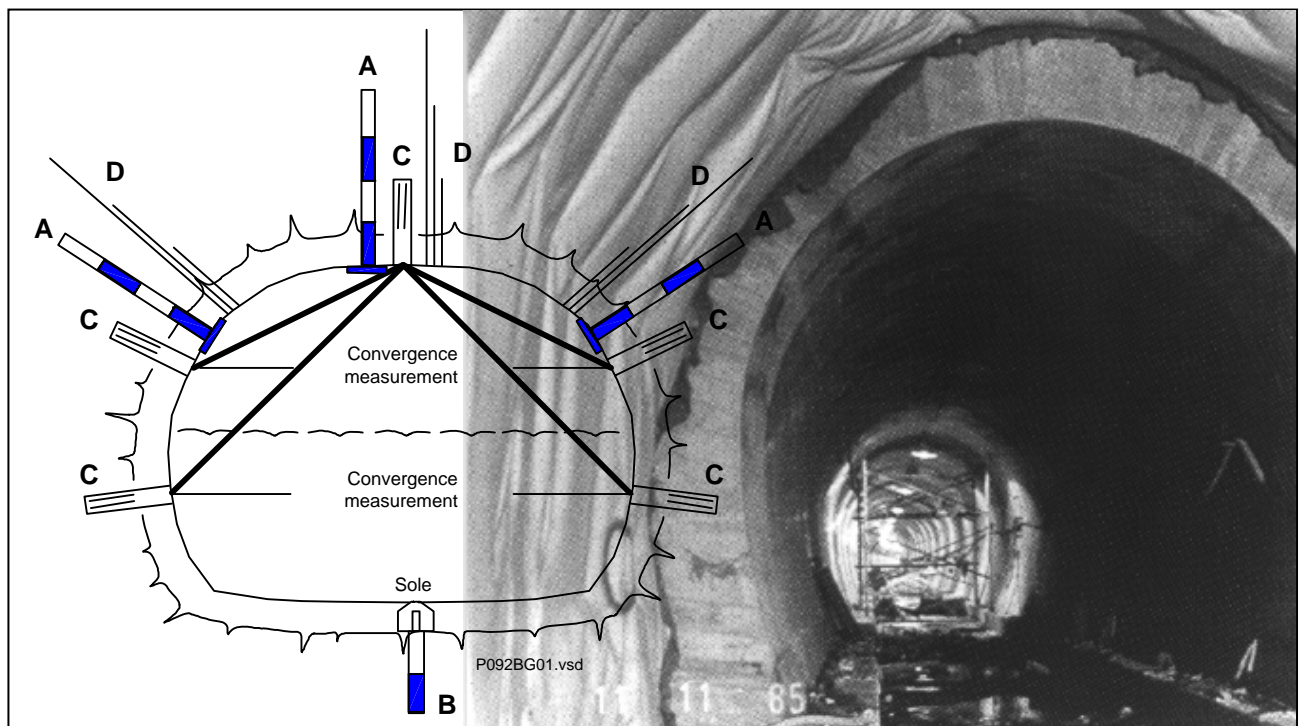 A
C
D
D
D
A
A
C
C
Convergence
measurement
C
Convergence
measurement
C
Sole
P092BG01.vsd
B
11 11 85